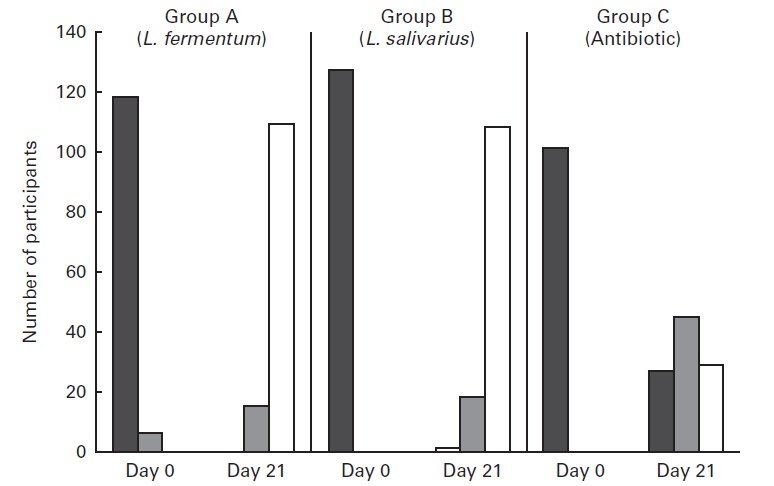 Group A
(L. fermentum)
Group B
(L. salivarius)
Group C
(Antibiotic)
Number of participants
140
120
100
80
60
40
20
0
Day 0
Day 21
Day 0
Day 21
Day 0
Day 21